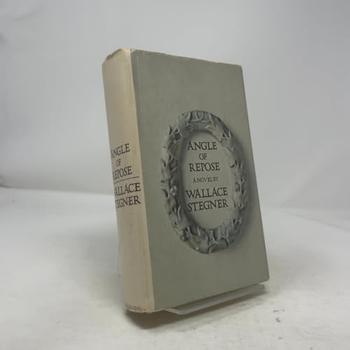 ANGLE
OF
REPOSE
WALLACE
STEGNER
ANGLE
OF
REPOSE
A NOVEL BY
WALLACE
STEGNER